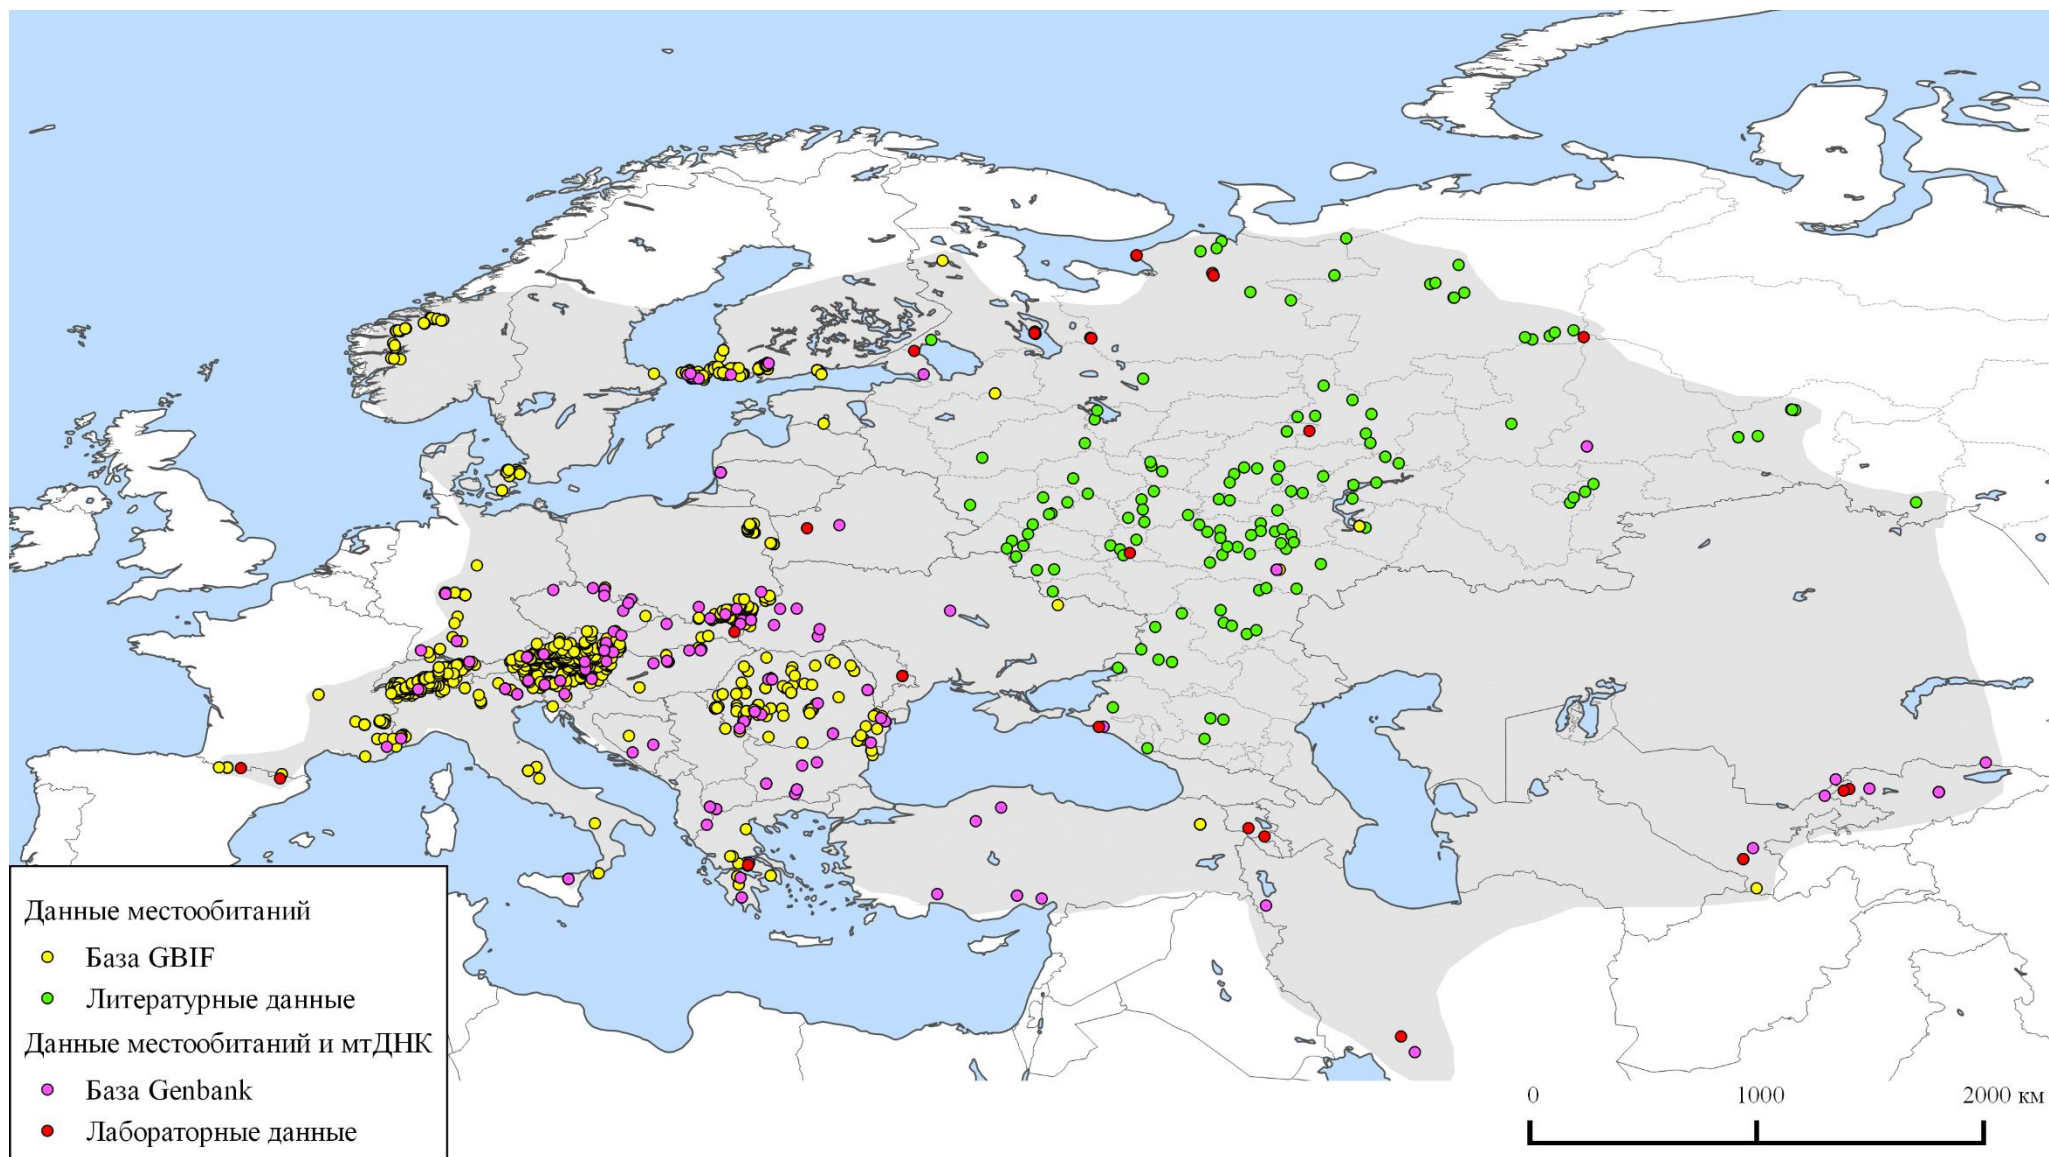 Данные местообитаний
База GBIF
Литературные данные
Данные местообитаний и мтДНК
База Genbank
Лабораторные данные
0 1000 2000 км